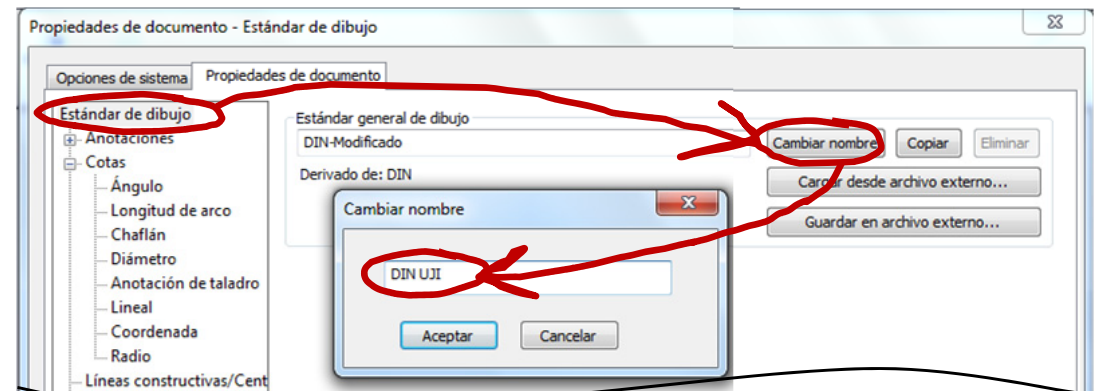 Propiedades de documento - Estándar de dibujo
Opciones de sistema Propiedades de documento
Estándar de dibujo
Anotaciones
Cotas
Ángulo
Longitud de arco
Chaflán
Diámetro
Anotación de taladro
Lineal
Coordenada
Radio
Líneas constructivas/Cent
Estándar general de dibujo
DIN-Modificado
Cambiar nombre Copiar Eliminar
Derivado de: DIN
Cargar desde archivo externo...
Guardar en archivo externo...
Cambiar nombre
DIN UJI
Aceptar Cancelar